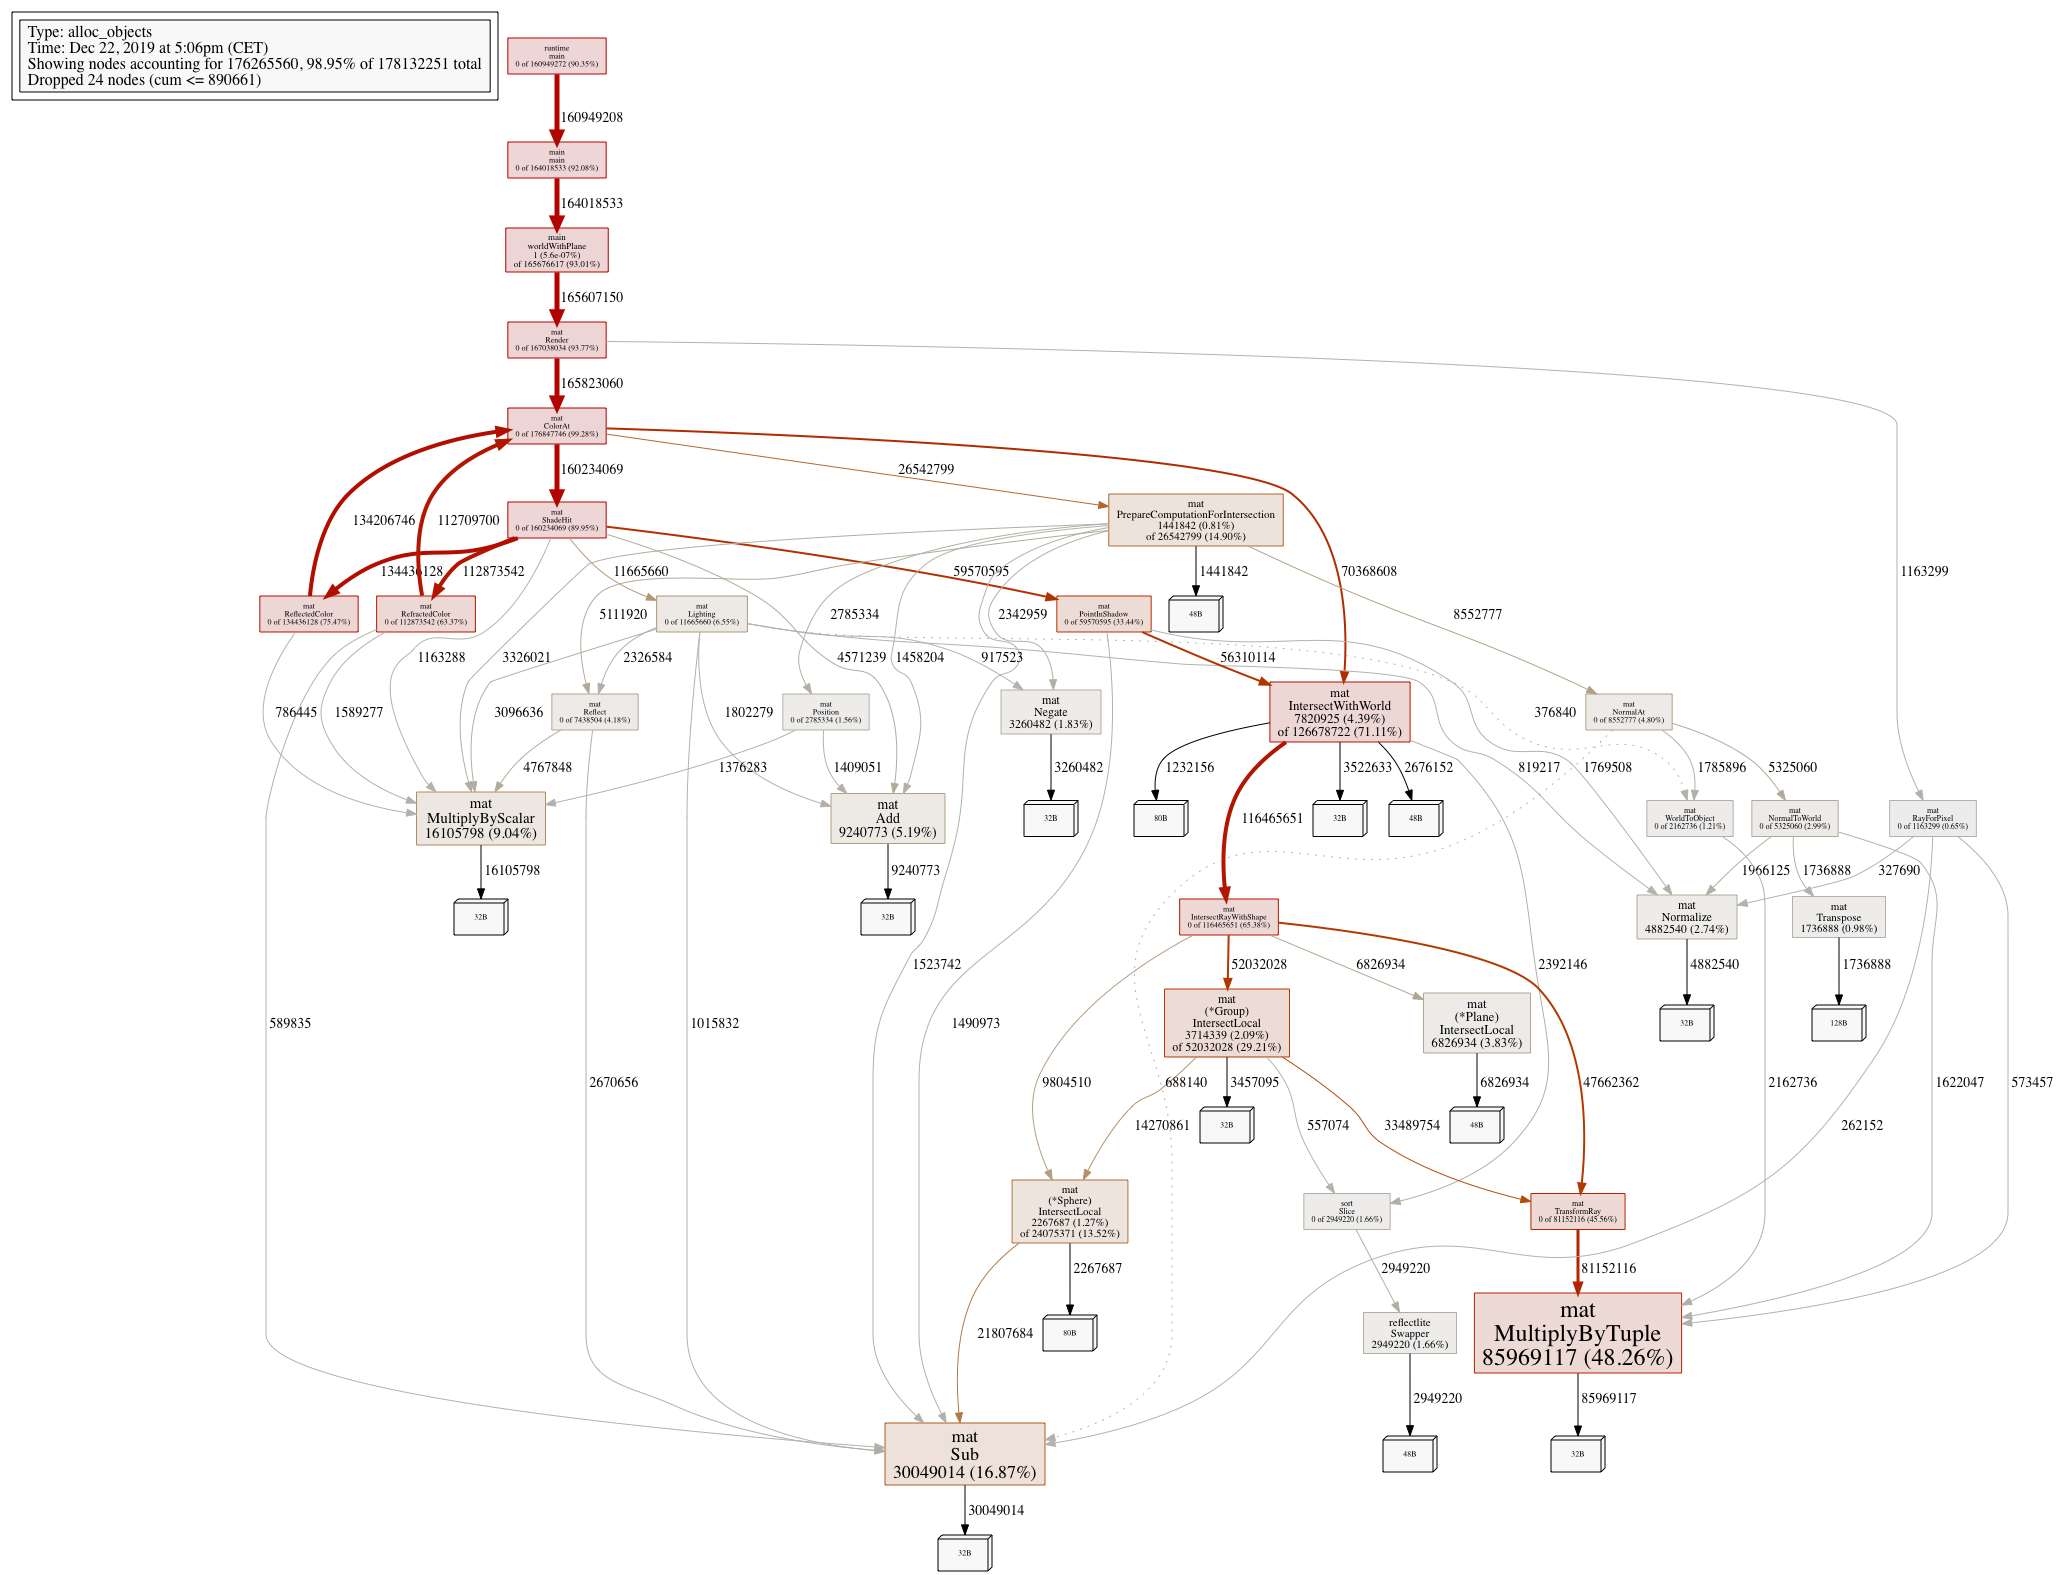 Type: alloc_objects
Time: Dec 22, 2019 at 5:06pm (CET)
Showing nodes accounting for 176265560, 98.95% of 178132251 total
Dropped 24 nodes (cum <= 890661)
runtime
main
0 of 160949272 (90.35%)
160949208
main
main
0 of 164018533 (92.08%)
164018533
main
worldWithPlane
1 (5.6e-07%)
of 165676617 (93.01%)
165607150
mat
Render
0 of 167038034 (93.77%)
165823060
mat
ColorAt
0 of 176847746 (99.28%)
160234069
26542799
134206746
112709700
mat
ShadeHit
0 of 160234069 (89.95%)
mat
PrepareComputationForIntersection
1441842 (0.81%)
of 26542799 (14.90%)
134436128
112873542
11665660
59570595
1441842
70368608
1163299
mat
ReflectedColor
0 of 134436128 (75.47%)
mat
RefractedColor
0 of 112873542 (63.37%)
5111920
mat
Lighting
0 of 11665660 (6.55%)
2785334
2342959
mat
PointInShadow
0 of 59570595 (33.44%)
48B
8552777
1163288
3326021
2326584
4571239
1458204
917523
56310114
786445
1589277
3096636
mat
Reflect
0 of 7438504 (4.18%)
1802279
mat
Position
0 of 2785334 (1.56%)
mat
Negate
3260482 (1.83%)
mat
IntersectWithWorld
7820925 (4.39%)
of 126678722 (71.11%)
376840
mat
NormalAt
0 of 8552777 (4.80%)
4767848
1376283
1409051
3260482
1232156
3522633
2676152
819217
1769508
1785896
5325060
mat
MultiplyByScalar
16105798 (9.04%)
mat
Add
9240773 (5.19%)
32B
80B
116465651
32B
48B
mat
WorldToObject
0 of 2162736 (1.21%)
mat
NormalToWorld
0 of 5325060 (2.99%)
mat
RayForPixel
0 of 1163299 (0.65%)
16105798
9240773
1966125
1736888
327690
32B
32B
mat
IntersectRayWithShape
0 of 116465651 (65.38%)
mat
Normalize
4882540 (2.74%)
mat
Transpose
1736888 (0.98%)
1523742
52032028
6826934
2392146
4882540
1736888
589835
1015832
1490973
mat
(*Group)
IntersectLocal
3714339 (2.09%)
of 52032028 (29.21%)
mat
(*Plane)
IntersectLocal
6826934 (3.83%)
32B
128B
2670656
9804510
688140
3457095
6826934
47662362
2162736
1622047
573457
14270861
32B
557074
33489754
48B
262152
mat
(*Sphere)
IntersectLocal
2267687 (1.27%)
of 24075371 (13.52%)
sort
Slice
0 of 2949220 (1.66%)
mat
TransformRay
0 of 81152116 (45.56%)
2267687
2949220
81152116
21807684
80B
reflectlite
Swapper
2949220 (1.66%)
mat
MultiplyByTuple
85969117 (48.26%)
2949220
85969117
mat
Sub
30049014 (16.87%)
48B
32B
30049014
32B